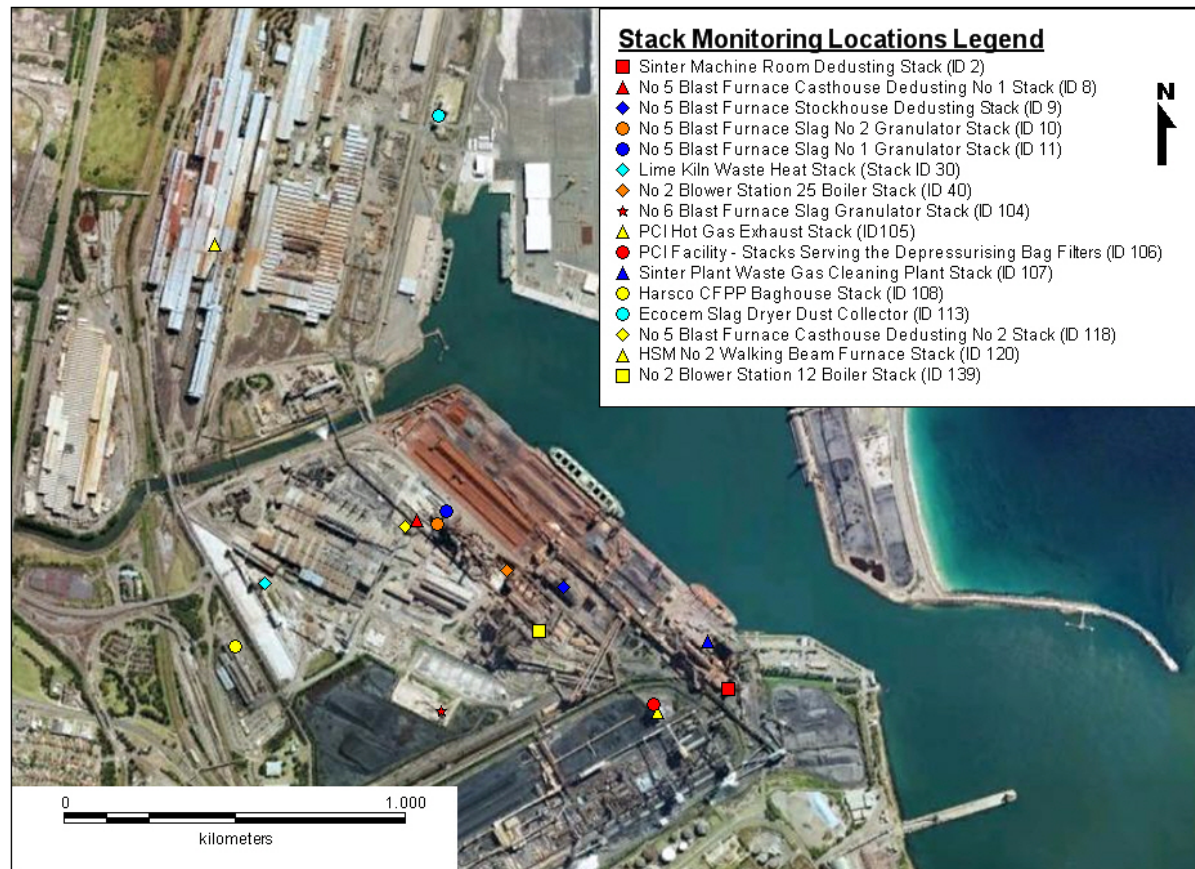 Stack Monitoring Locations Legend
Sinter Machine Room Dedusting Stack (ID 2)
No 5 Blast Furnace Casthouse Dedusting No 1 Stack (ID 8)
No 5 Blast Furnace Stockhouse Dedusting Stack (ID 9)
No 5 Blast Furnace Slag No 2 Granulator Stack (ID 10)
No 5 Blast Furnace Slag No 1 Granulator Stack (ID 11)
Lime Kiln Waste Heat Stack (Stack ID 30)
No 2 Blower Station 25 Boiler Stack (ID 40)
No 6 Blast Furnace Slag Granulator Stack (ID 104)
PCI Hot Gas Exhaust Stack (ID105)
PCI Facility - Stacks Serving the Depressurising Bag Filters (ID 106)
Sinter Plant Waste Gas Cleaning Plant Stack (ID 107)
Harsco CFPP Baghouse Stack (ID 108)
Ecocem Slag Dryer Dust Collector (ID 113)
No 5 Blast Furnace Casthouse Dedusting No 2 Stack (ID 118)
HSM No 2 Walking Beam Furnace Stack (ID 120)
No 2 Blower Station 12 Boiler Stack (ID 139)
N
0 1.000
kilometers